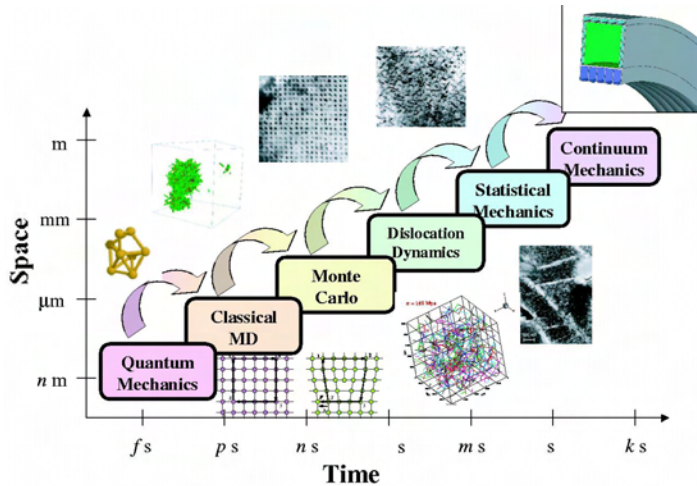 m
Continuum
Mechanics
Statistical
Mechanics
mm
Dislocation
Dynamics
Space
Monte
Carlo
μm
Classical
MD
Quantum
Mechanics
n m
f s
p s
n s
s
m s
s
k s
Time